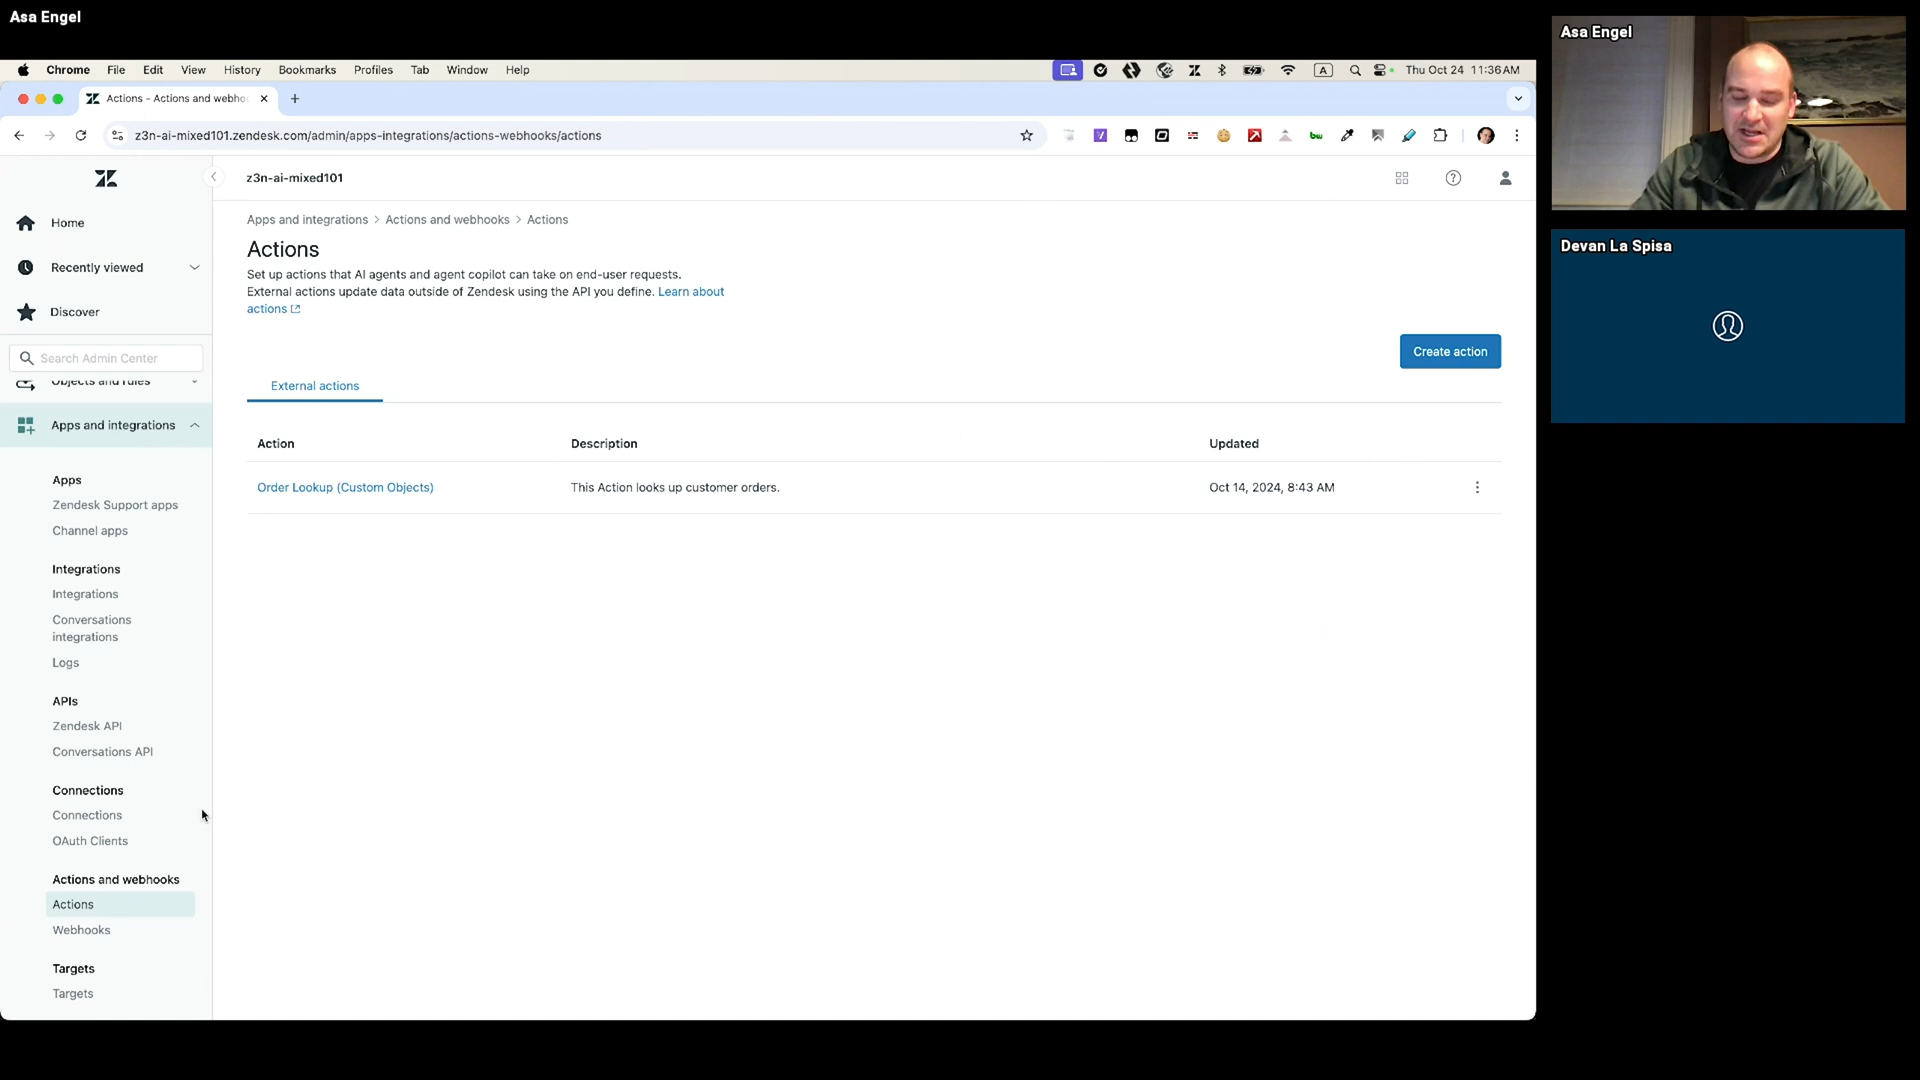 Asa Engel
Chrome File Edit View History Bookmarks Profiles Tab Window Help
A
Thu Oct 24 11:36 AM
Actions - Actions and webho
z3n-ai-mixed101.zendesk.com/admin/apps-integrations/actions-webhooks/actions
z3n-ai-mixed101
Home
Recently viewed
Discover
Search Admin Center
Objects and rules
Apps and integrations
Apps
Zendesk Support apps
Channel apps
Integrations
Integrations
Conversations
integrations
Logs
APIs
Zendesk API
Conversations API
Connections
Connections
OAuth Clients
Actions and webhooks
Actions
Webhooks
Targets
Targets
Apps and integrations > Actions and webhooks > Actions
Actions
Set up actions that AI agents and agent copilot can take on end-user requests.
External actions update data outside of Zendesk using the API you define. Learn about
actions
Create action
External actions
Action Description Updated
Order Lookup (Custom Objects) This Action looks up customer orders. Oct 14, 2024, 8:43 AM
Asa Engel
Devan La Spisa